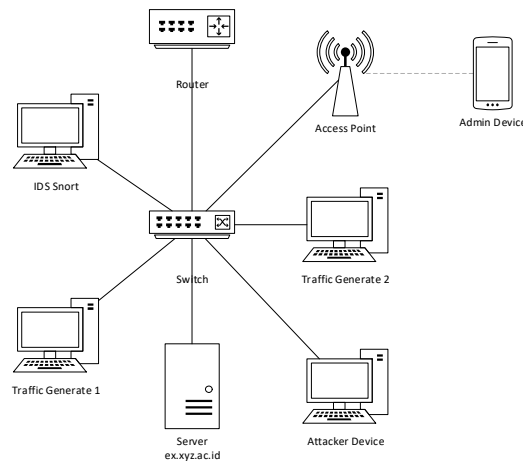 Router
Access Point
Admin Device
IDS Snort
Switch
Traffic Generate 2
Traffic Generate 1
Server
ex.xyz.ac.id
Attacker Device